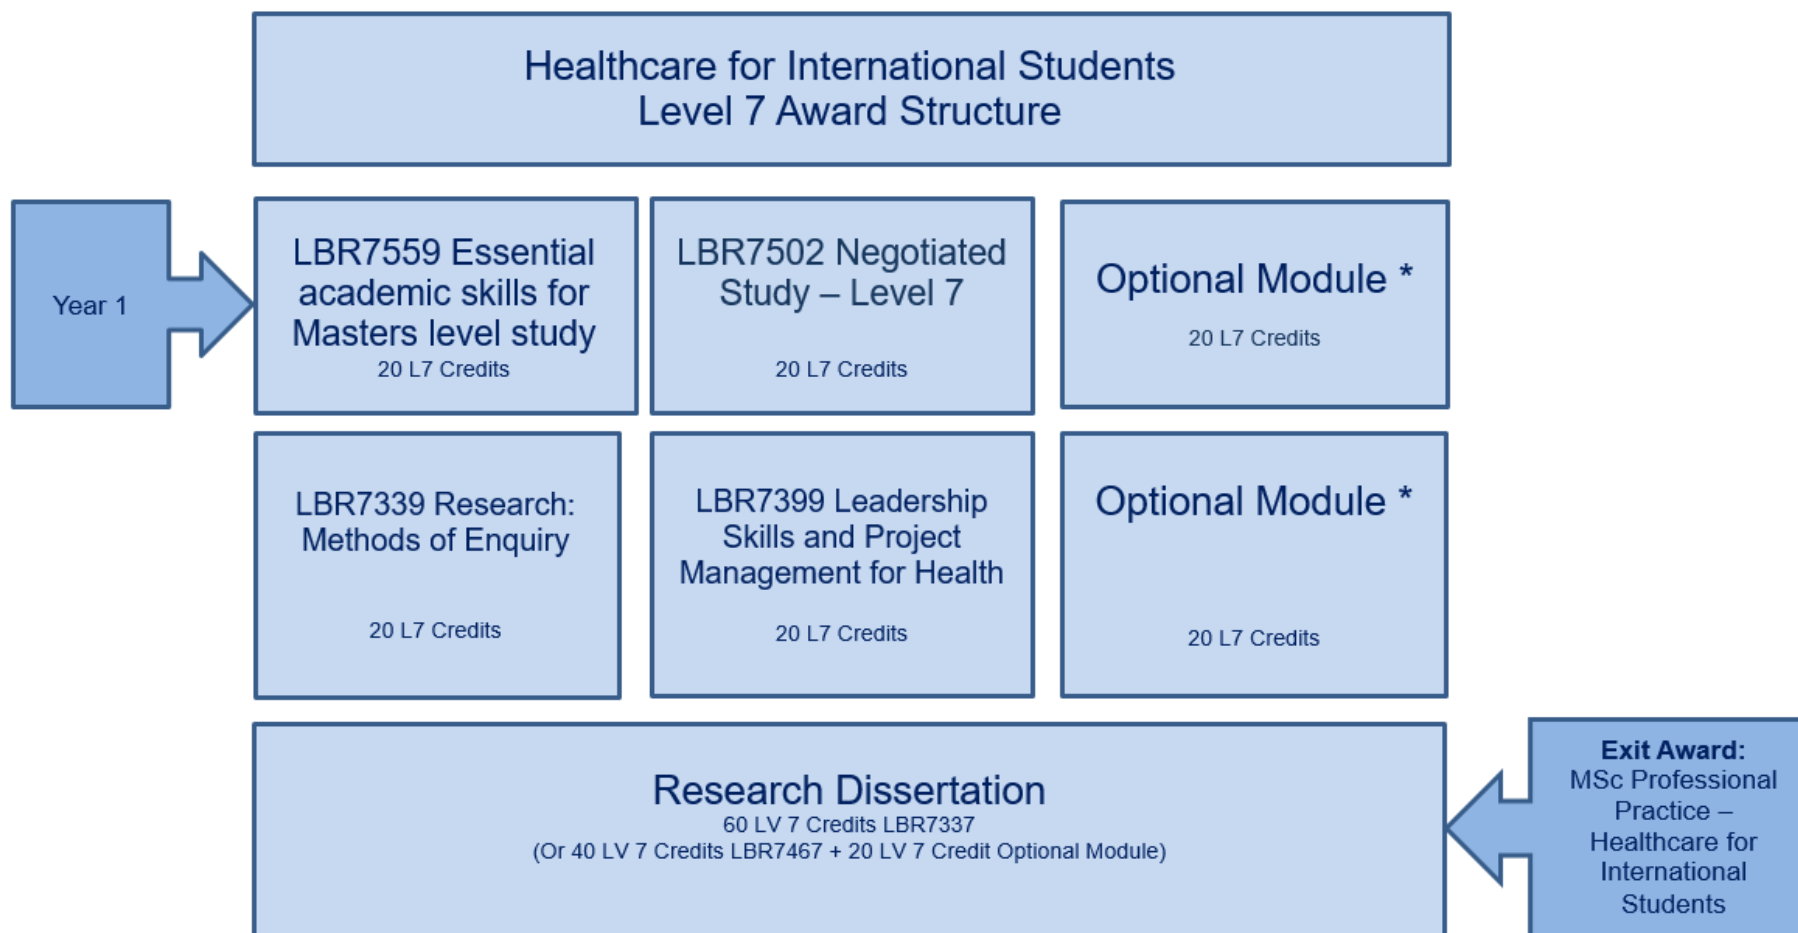 Healthcare for International Students
Level 7 Award Structure
Year 1
LBR7559 Essential
academic skills for
Masters level study
20 L7 Credits
LBR7502 Negotiated
Study – Level 7
20 L7 Credits
Optional Module *
20 L7 Credits
LBR7339 Research:
Methods of Enquiry
20 L7 Credits
LBR7399 Leadership
Skills and Project
Management for Health
20 L7 Credits
Optional Module *
20 L7 Credits
Research Dissertation
60 LV 7 Credits LBR7337
(Or 40 LV 7 Credits LBR7467 + 20 LV 7 Credit Optional Module)
Exit Award:
MSc Professional
Practice –
Healthcare for
International
Students